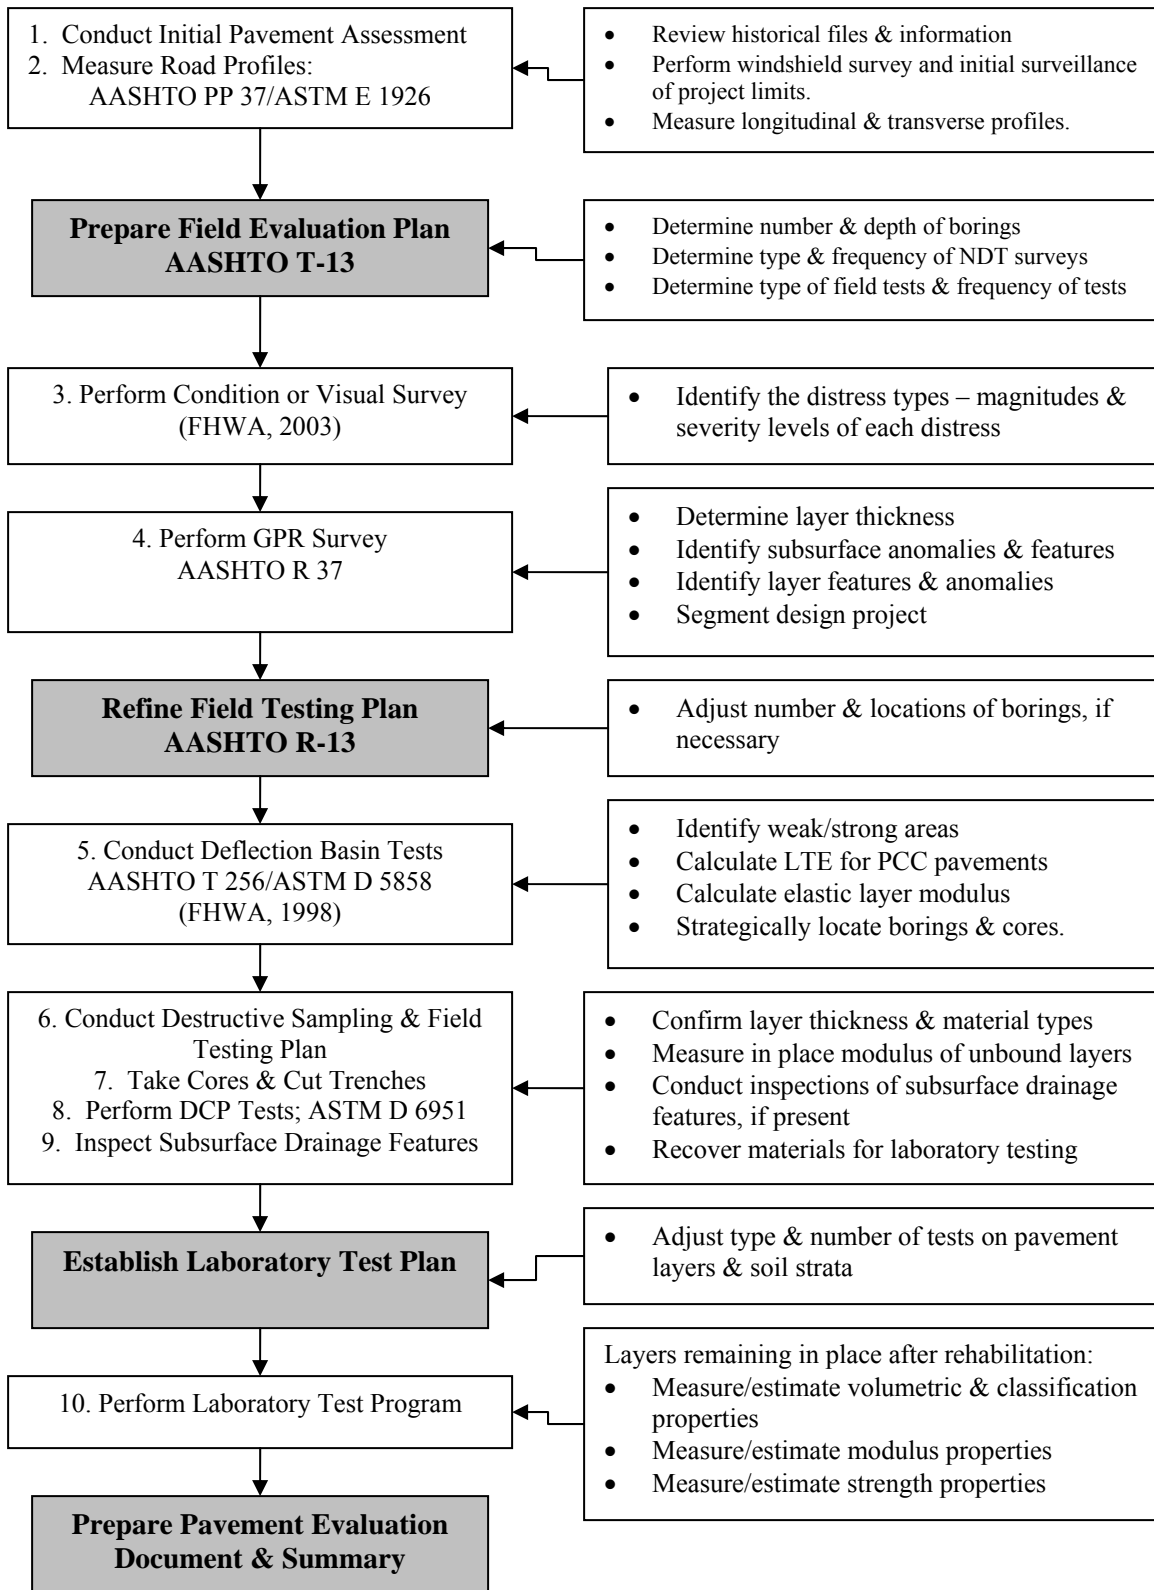 1. Conduct Initial Pavement Assessment
2. Measure Road Profiles:
AASHTO PP 37/ASTM E 1926
• Review historical files & information
• Perform windshield survey and initial surveillance
of project limits.
• Measure longitudinal & transverse profiles.
Prepare Field Evaluation Plan
AASHTO T-13
• Determine number & depth of borings
• Determine type & frequency of NDT surveys
• Determine type of field tests & frequency of tests
3. Perform Condition or Visual Survey
(FHWA, 2003)
• Identify the distress types – magnitudes &
severity levels of each distress
4. Perform GPR Survey
AASHTO R 37
• Determine layer thickness
• Identify subsurface anomalies & features
• Identify layer features & anomalies
• Segment design project
Refine Field Testing Plan
AASHTO R-13
• Adjust number & locations of borings, if
necessary
5. Conduct Deflection Basin Tests
AASHTO T 256/ASTM D 5858
(FHWA, 1998)
• Identify weak/strong areas
• Calculate LTE for PCC pavements
• Calculate elastic layer modulus
• Strategically locate borings & cores.
6. Conduct Destructive Sampling & Field
Testing Plan
7. Take Cores & Cut Trenches
8. Perform DCP Tests; ASTM D 6951
9. Inspect Subsurface Drainage Features
• Confirm layer thickness & material types
• Measure in place modulus of unbound layers
• Conduct inspections of subsurface drainage
features, if present
• Recover materials for laboratory testing
Establish Laboratory Test Plan
• Adjust type & number of tests on pavement
layers & soil strata
10. Perform Laboratory Test Program
Layers remaining in place after rehabilitation:
• Measure/estimate volumetric & classification
properties
• Measure/estimate modulus properties
• Measure/estimate strength properties
Prepare Pavement Evaluation
Document & Summary